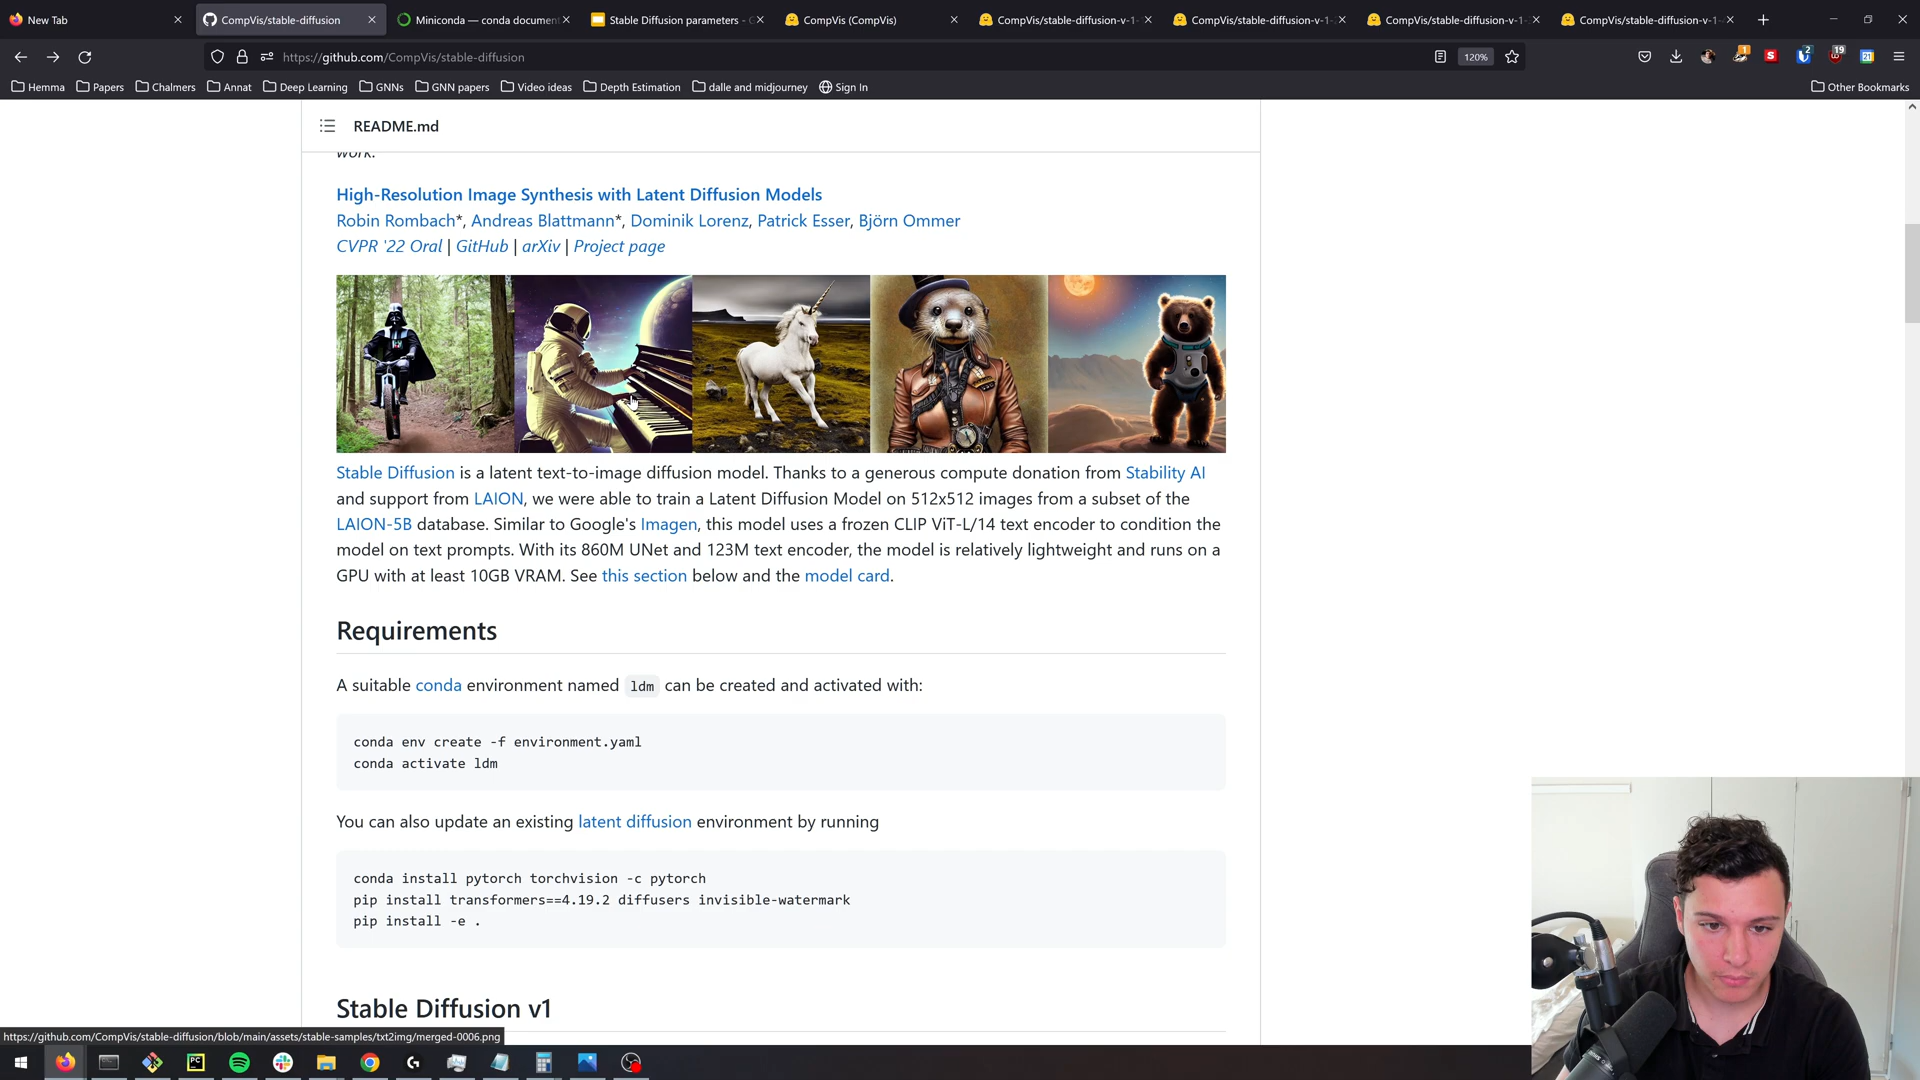 New Tab
CompVis/stable-diffusion
Miniconda — conda document
Stable Diffusion parameters - G
CompVis (CompVis)
CompVis/stable-diffusion-v-1-
CompVis/stable-diffusion-v-1-
CompVis/stable-diffusion-v-1-
CompVis/stable-diffusion-v-1-
https://github.com/CompVis/stable-diffusion
120%
1
2
19
Hemma
Papers
Chalmers
Annat
Deep Learning
GNNs
GNN papers
Video ideas
Depth Estimation
dalle and midjourney
Sign In
Other Bookmarks
README.md
work.
High-Resolution Image Synthesis with Latent Diffusion Models
Robin Rombach*, Andreas Blattmann*, Dominik Lorenz, Patrick Esser, Björn Ommer
CVPR '22 Oral | GitHub | arXiv | Project page
Stable Diffusion is a latent text-to-image diffusion model. Thanks to a generous compute donation from Stability AI
and support from LAION, we were able to train a Latent Diffusion Model on 512x512 images from a subset of the
LAION-5B database. Similar to Google's Imagen, this model uses a frozen CLIP ViT-L/14 text encoder to condition the
model on text prompts. With its 860M UNet and 123M text encoder, the model is relatively lightweight and runs on a
GPU with at least 10GB VRAM. See this section below and the model card.
Requirements
A suitable conda environment named ldm can be created and activated with:
conda env create -f environment.yaml
conda activate ldm
You can also update an existing latent diffusion environment by running
conda install pytorch torchvision -c pytorch
pip install transformers==4.19.2 diffusers invisible-watermark
pip install -e .
Stable Diffusion v1
https://github.com/CompVis/stable-diffusion/blob/main/assets/stable-samples/txt2img/merged-0006.png